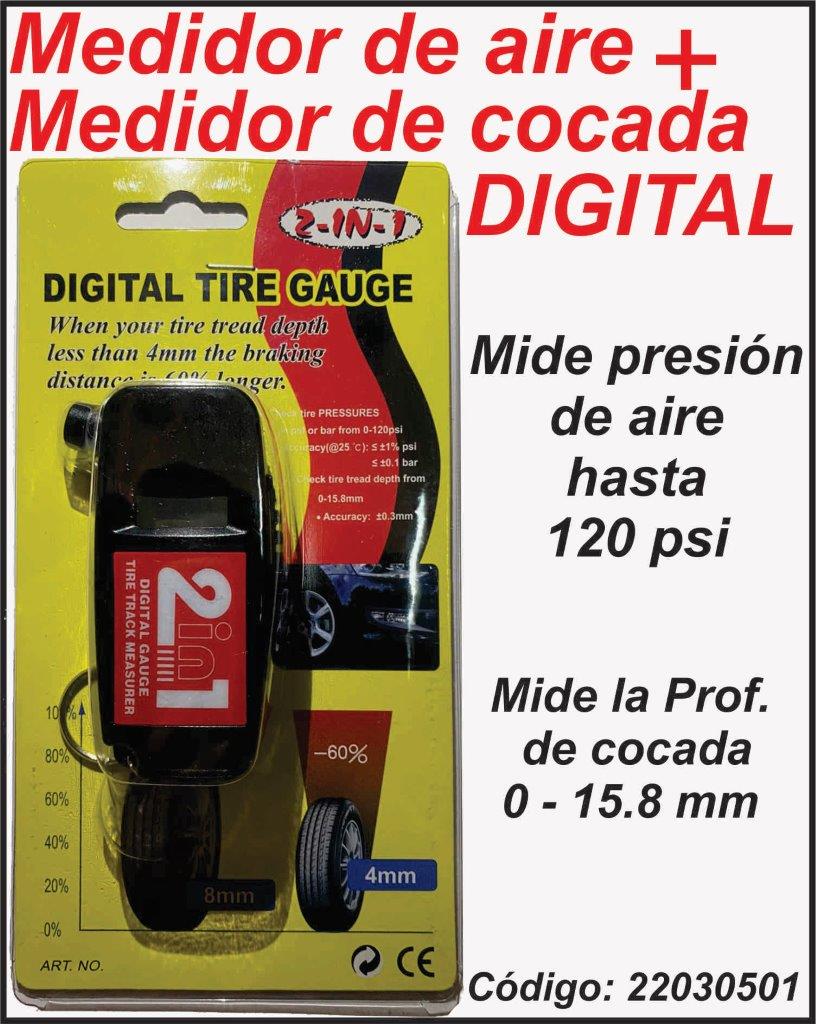 Medidor de aire +
Medidor de cocada
DIGITAL
2-IN-1
DIGITAL TIRE GAUGE
When your tire tread depth
less than 4mm the braking
distance is 60% longer.
tire PRESSURES
or bar from 0-120psi
(@25 ℃): ≤ ±1% psi
≤ ±0.1 bar
Check tire tread depth from
0-15.8mm
• Accuracy: ±0.3mm
2in1
DIGITAL GAUGE
TIRE TRACK MEASURER
80%
60%
40%
20%
0%
-60%
8mm
4mm
ART. NO.
CE
Mide presión
de aire
hasta
120 psi
Mide la Prof.
de cocada
0 - 15.8 mm
Código: 22030501